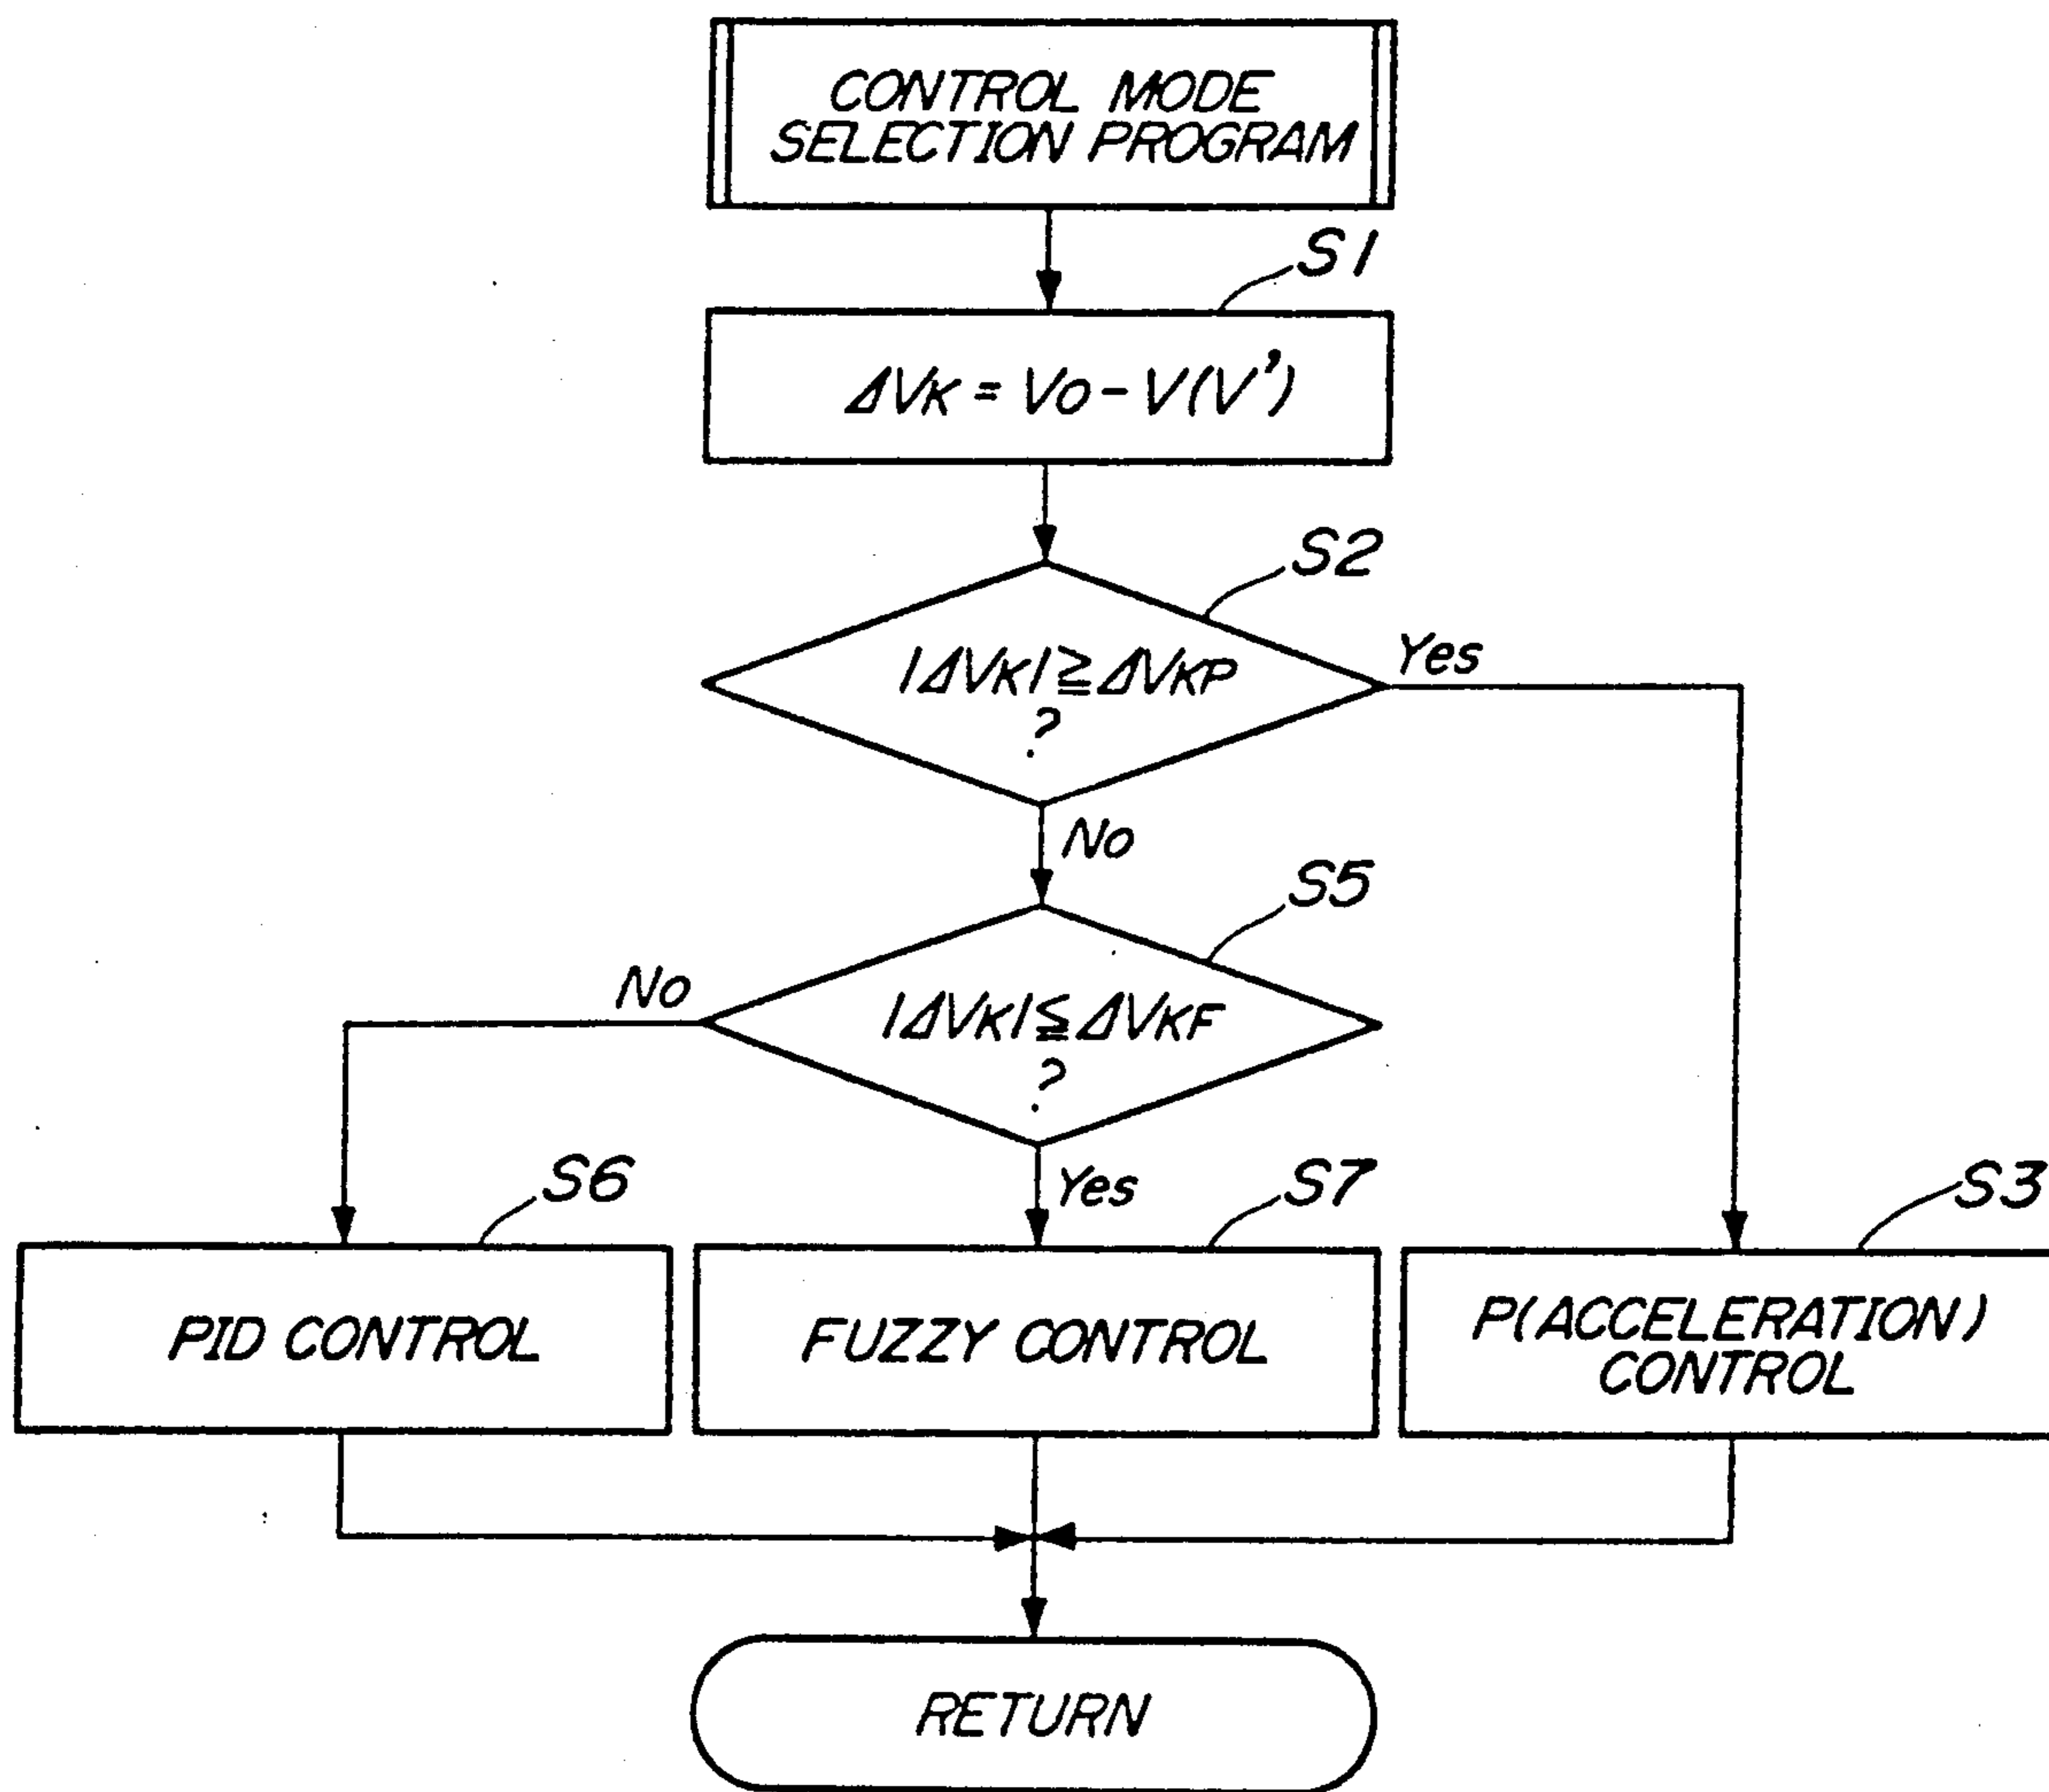 CONTROL MODE
SELECTION PROGRAM
S1
ΔVK = VO - V(V')
S2
|ΔVK| ≧ ΔVKP
?
Yes
No
S5
|ΔVK| ≦ ΔVKF
?
No
Yes
S6
S7
S3
PID CONTROL
FUZZY CONTROL
P(ACCELERATION)
CONTROL
RETURN